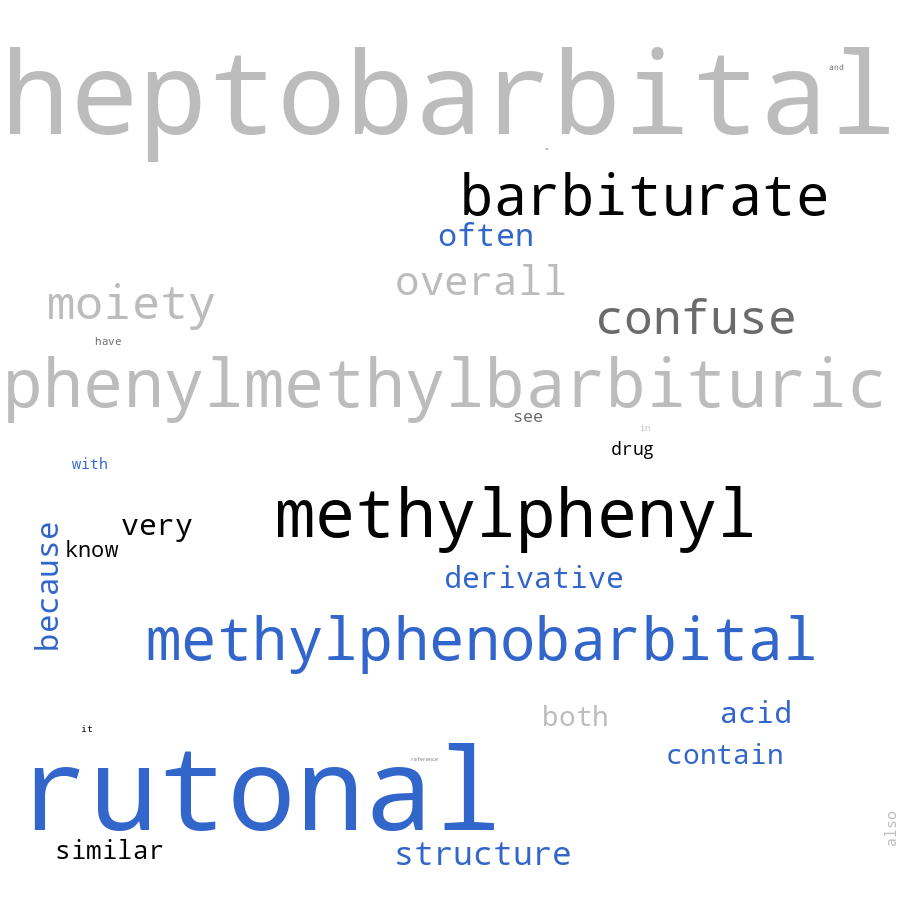 heptobarbital
and
barbiturate
often
overall
moiety
confuse
have
phenylmethylbarbituric
see
in
drug
with
methylphenyl
very
because
know
derivative
methylphenobarbital
both
acid
it
contain
rutonal
reference
also
similar
structure